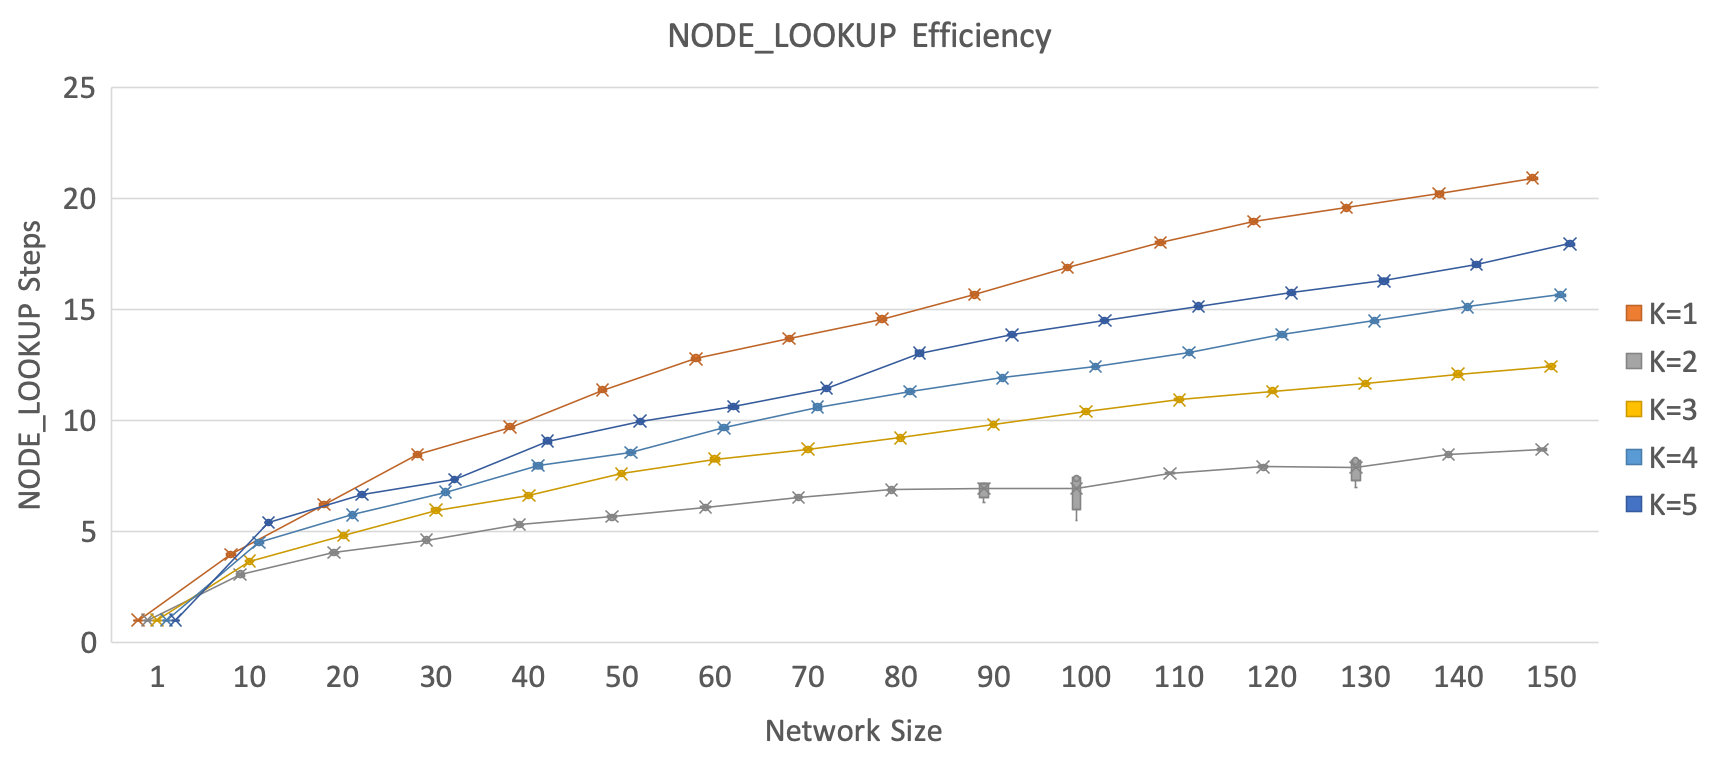 NODE_LOOKUP Efficiency
25
20
15
10
5
0
NODE_LOOKUP Steps
1 10 20 30 40 50 60 70 80 90 100 110 120 130 140 150
Network Size
K=1
K=2
K=3
K=4
K=5